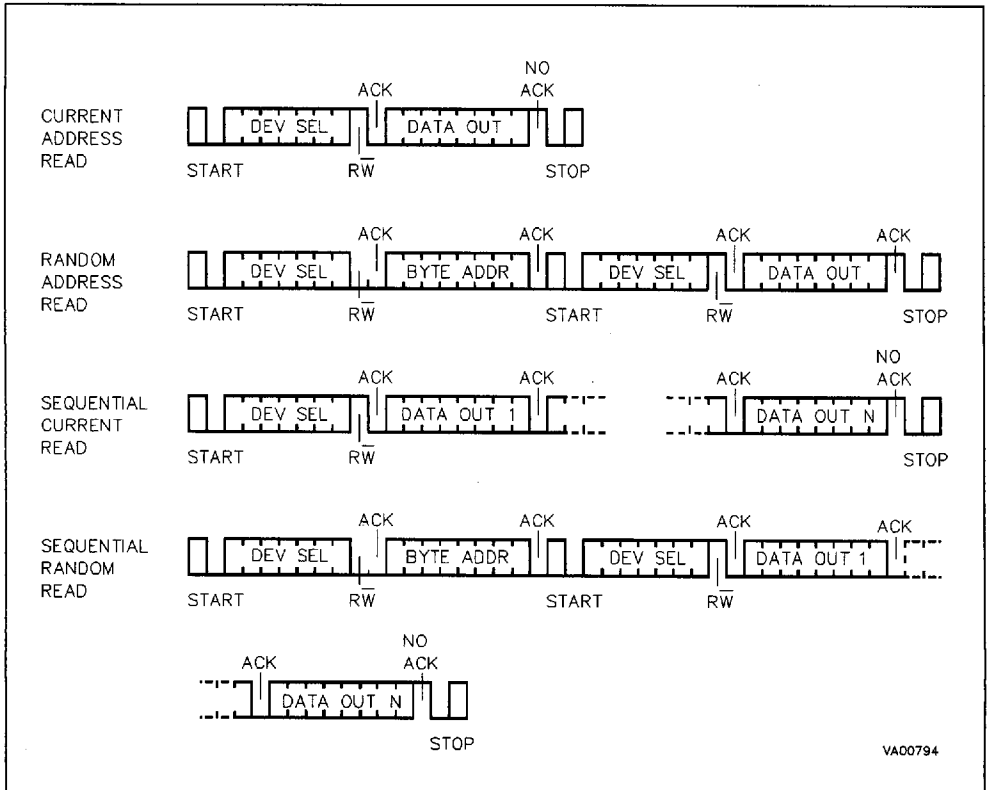 NO
ACK ACK
CURRENT
ADDRESS
READ
DEV SEL DATA OUT
START RW̅ STOP
ACK ACK ACK ACK
RANDOM
ADDRESS
READ
DEV SEL BYTE ADDR DEV SEL DATA OUT
START RW̅ START RW̅ STOP
NO
ACK ACK ACK ACK
SEQUENTIAL
CURRENT
READ
DEV SEL DATA OUT 1 DATA OUT N
START RW̅ STOP
ACK ACK ACK ACK
SEQUENTIAL
RANDOM
READ
DEV SEL BYTE ADDR DEV SEL DATA OUT 1
START RW̅ START RW̅
NO
ACK ACK
DATA OUT N
STOP
VA00794